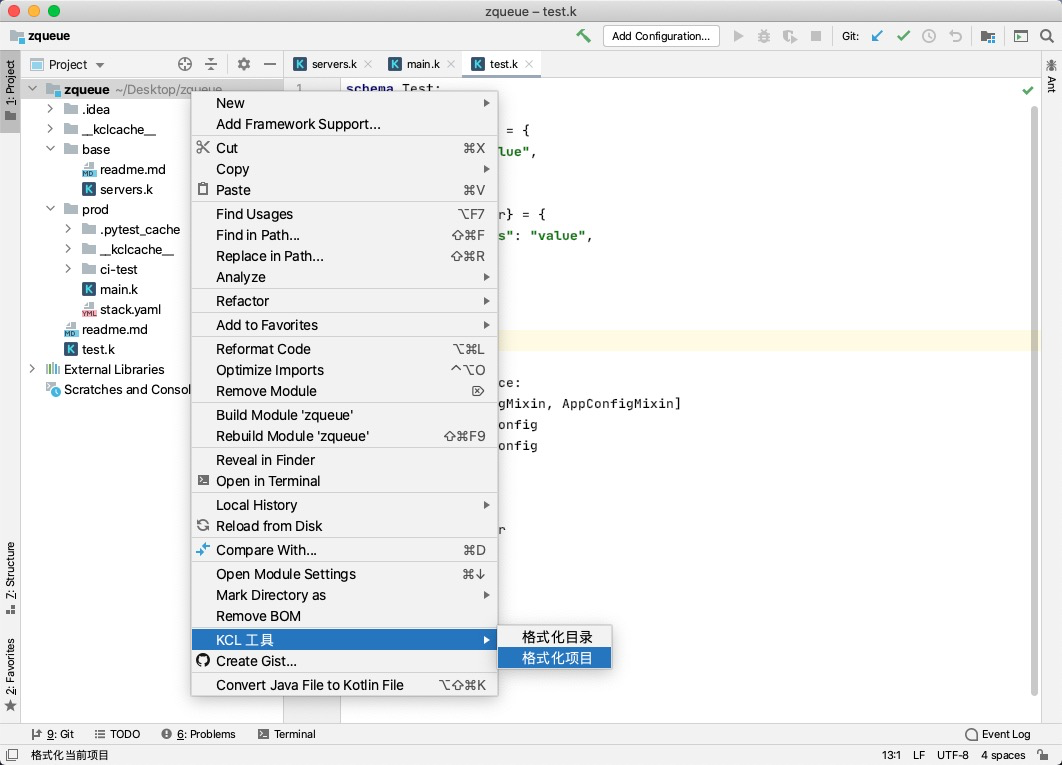 zqueue – test.k
zqueue
Add Configuration...
Git:
1: Project
Project
servers.k
main.k
test.k
Ant
zqueue ~/Desktop/zqueue
1
schema Test:
.idea
__kclcache__
base
readme.md
servers.k
prod
.pytest_cache
__kclcache__
ci-test
main.k
stack.yaml
readme.md
test.k
External Libraries
Scratches and Consol
New
Add Framework Support...
Cut ⌘X
Copy
Paste ⌘V
Find Usages ⌥F7
Find in Path... ⇧⌘F
Replace in Path... ⇧⌘R
Analyze
Refactor
Add to Favorites
Reformat Code ⌥⌘L
Optimize Imports ^⌥O
Remove Module ⌦
Build Module 'zqueue'
Rebuild Module 'zqueue' ⇧⌘F9
Reveal in Finder
Open in Terminal
Local History
Reload from Disk
Compare With... ⌘D
Open Module Settings ⌘↓
Mark Directory as
Remove BOM
KCL 工具
Create Gist...
Convert Java File to Kotlin File ⌥⇧⌘K
格式化目录
格式化项目
= {
lue",
r} = {
s": "value",
ce:
gMixin, AppConfigMixin]
onfig
onfig
r
7: Structure
2: Favorites
9: Git
TODO
6: Problems
Terminal
Event Log
格式化当前项目
13:1 LF UTF-8 4 spaces